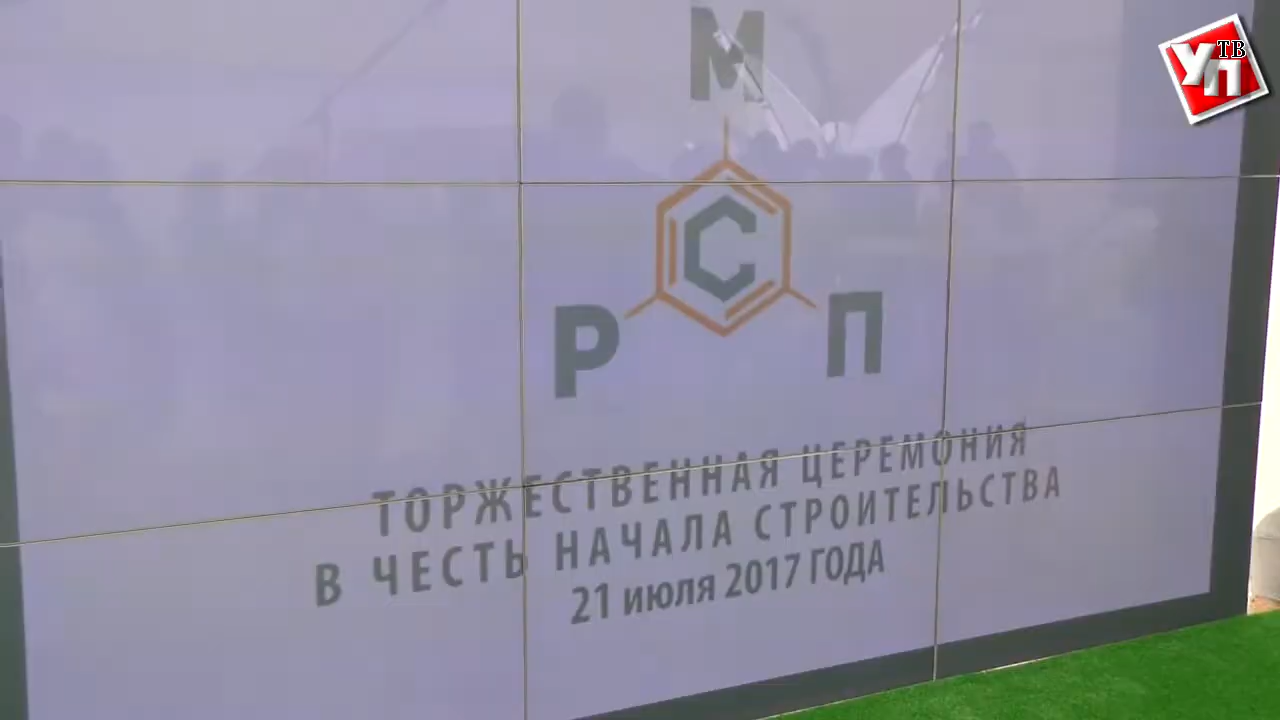 УП ТВ
М
С
Р П
ТОРЖЕСТВЕННАЯ ЦЕРЕМОНИЯ
В ЧЕСТЬ НАЧАЛА СТРОИТЕЛЬСТВА
21 июля 2017 ГОДА